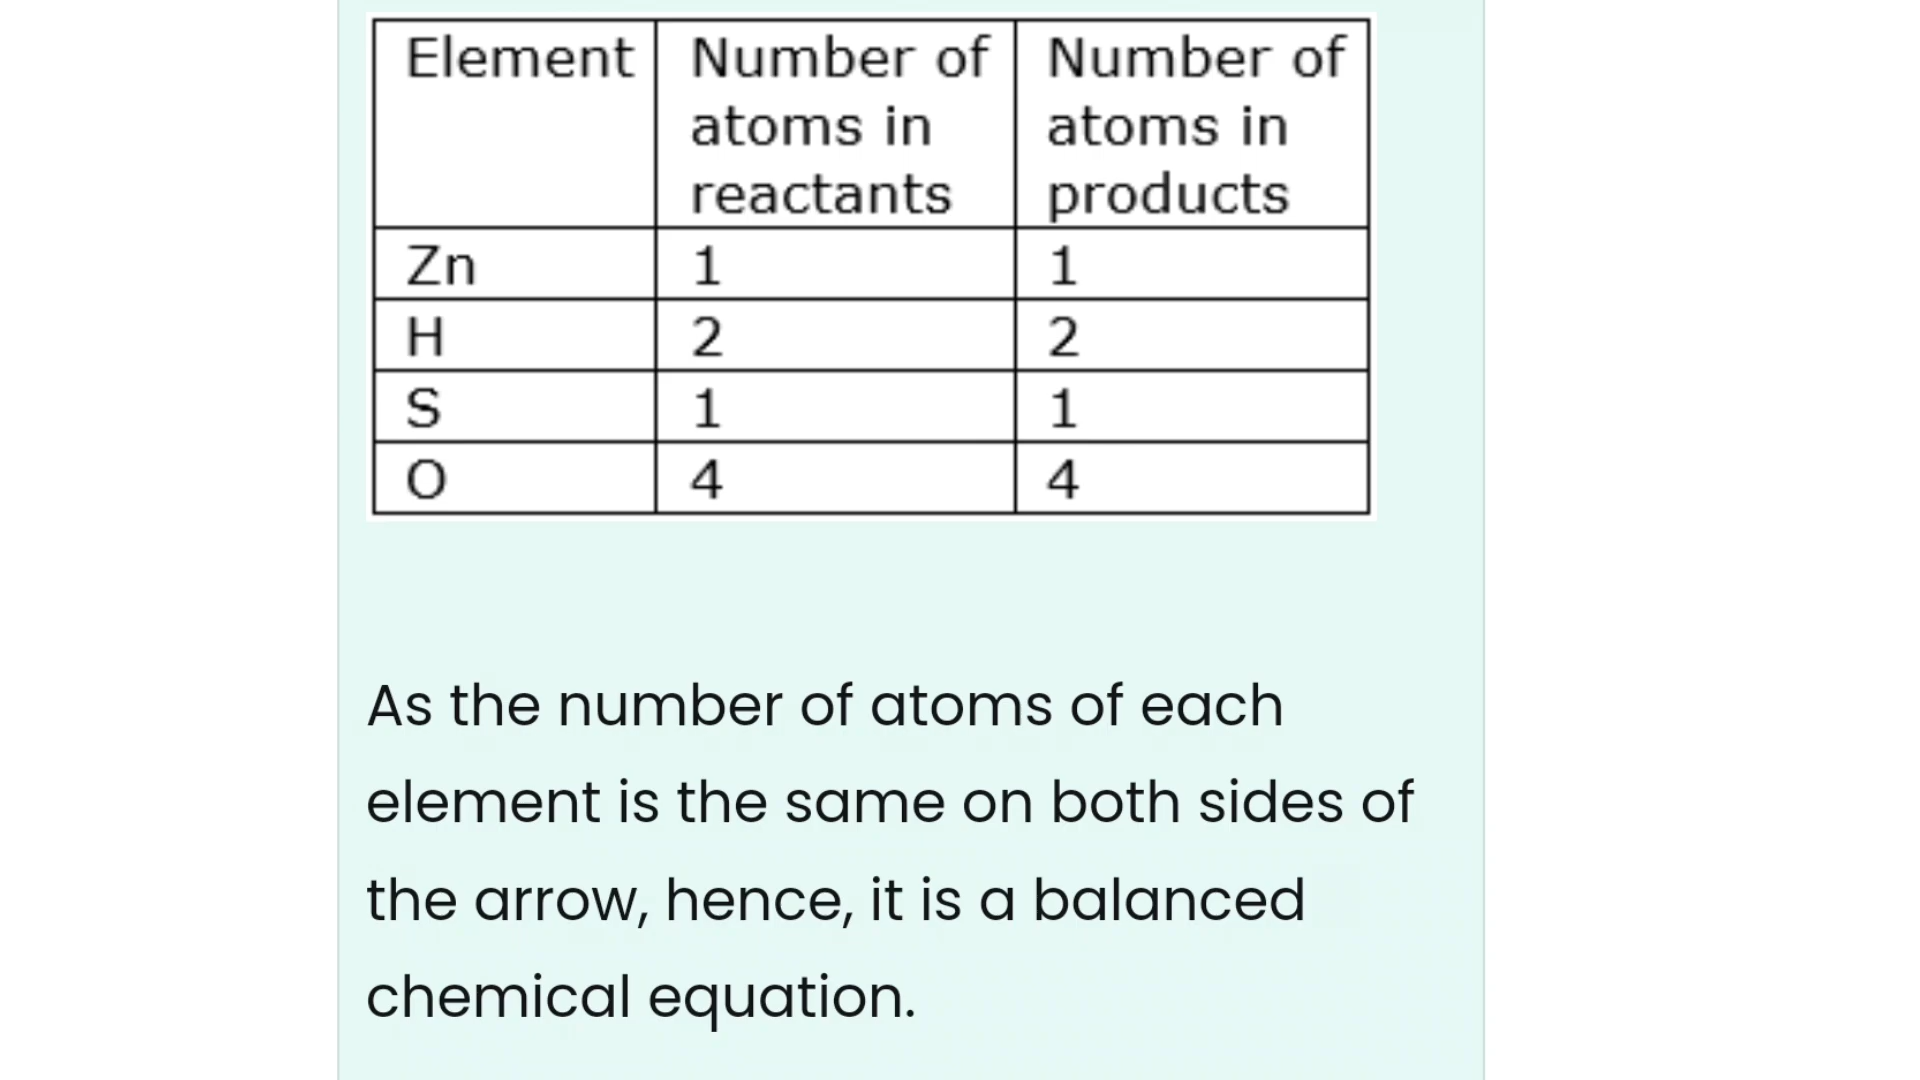 Element Number of atoms in reactants Number of atoms in products
Zn 1 1
H 2 2
S 1 1
O 4 4
As the number of atoms of each
element is the same on both sides of
the arrow, hence, it is a balanced
chemical equation.